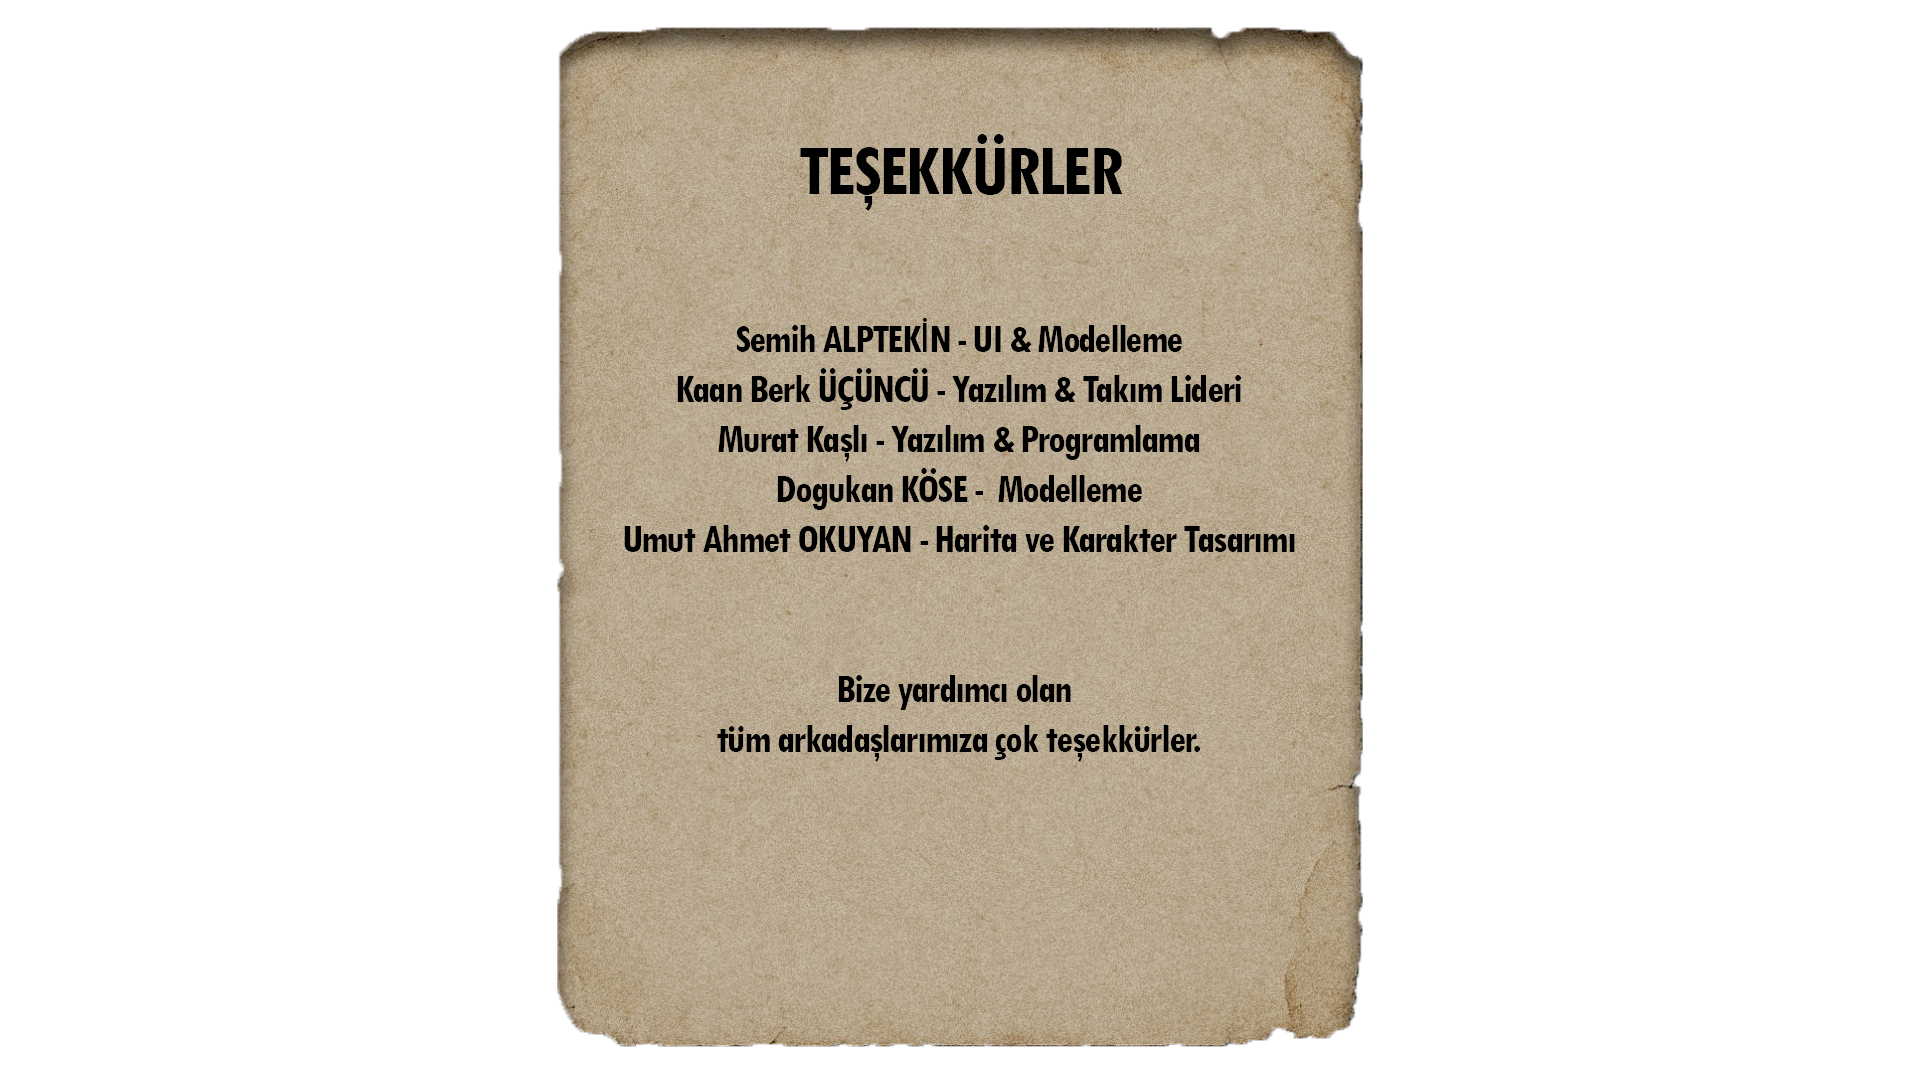 TEŞEKKÜRLER
Semih ALPTEKİN - UI & Modelleme
Kaan Berk ÜÇÜNCÜ - Yazılım & Takım Lideri
Murat Kaşlı - Yazılım & Programlama
Dogukan KÖSE -  Modelleme
Umut Ahmet OKUYAN - Harita ve Karakter Tasarımı
Bize yardımcı olan
tüm arkadaşlarımıza çok teşekkürler.